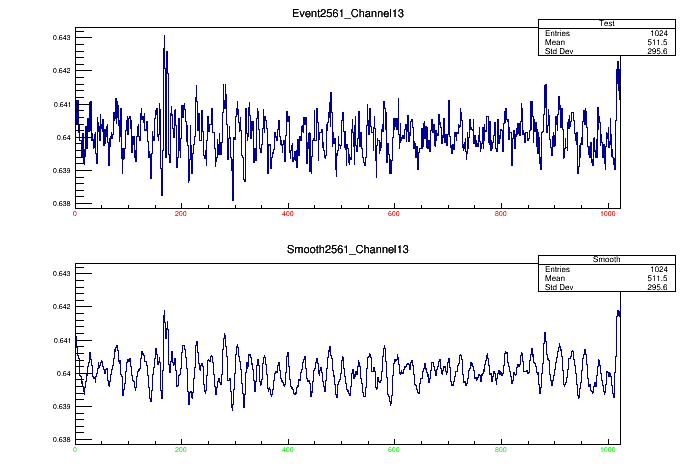 Event2561_Channel13
Test
Entries 1024
Mean 511.5
Std Dev 295.6
0.643
0.642
0.641
0.64
0.639
0.638
0 200 400 600 800 1000
Smooth2561_Channel13
Smooth
Entries 1024
Mean 511.5
Std Dev 295.6
0.643
0.642
0.641
0.64
0.639
0.638
0 200 400 600 800 1000